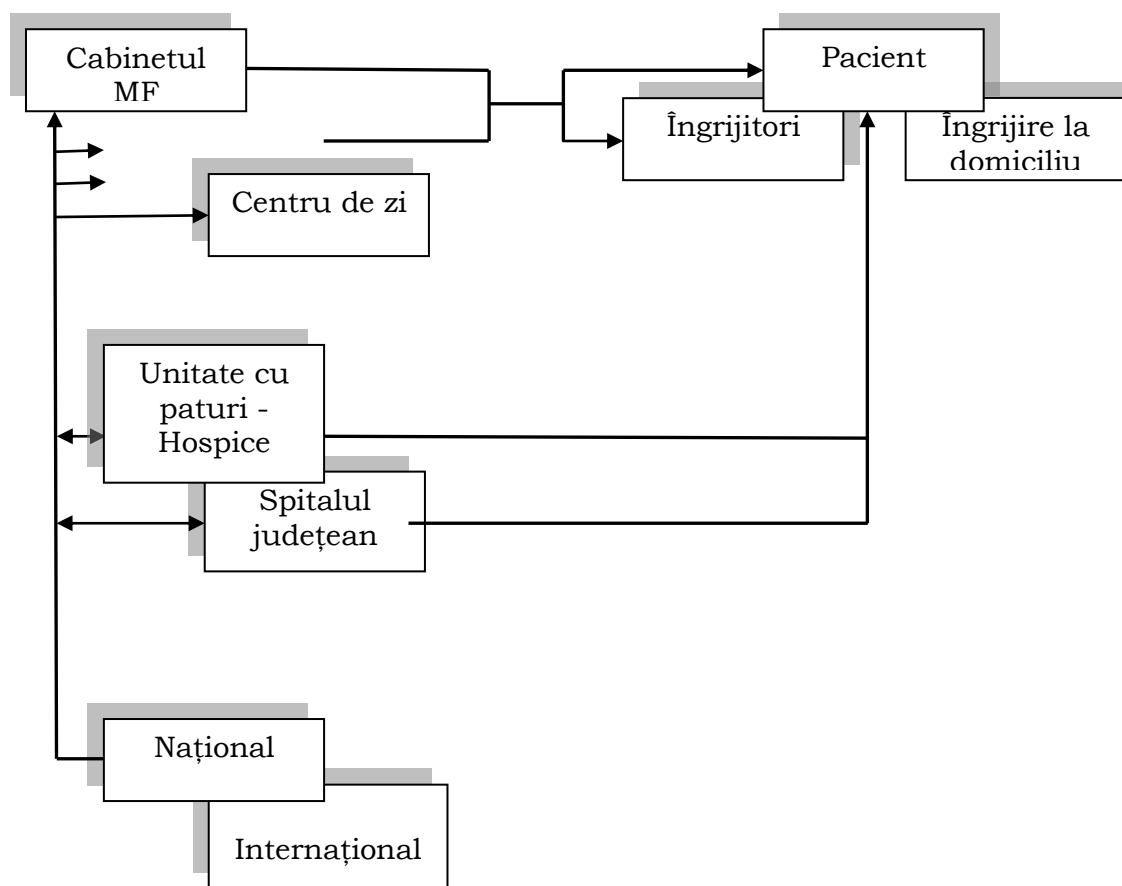 Cabinetul
MF
Pacient
Îngrijitori
Îngrijire la
domiciliu
Centru de zi
Unitate cu
paturi -
Hospice
Spitalul
județean
Național
Internațional